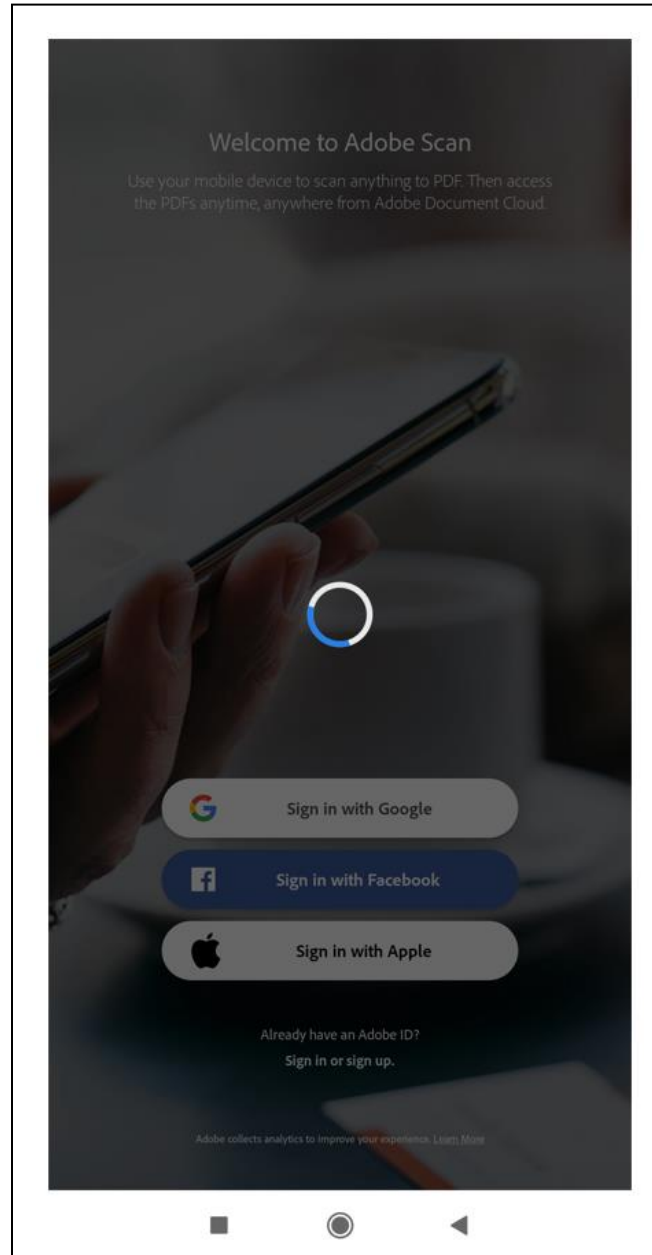 Welcome to Adobe Scan
Use your mobile device to scan anything to PDF. Then access
the PDFs anytime, anywhere from Adobe Document Cloud.
Sign in with Google
Sign in with Facebook
Sign in with Apple
Already have an Adobe ID?
Sign in or sign up.
Adobe collects analytics to improve your experience. Learn More